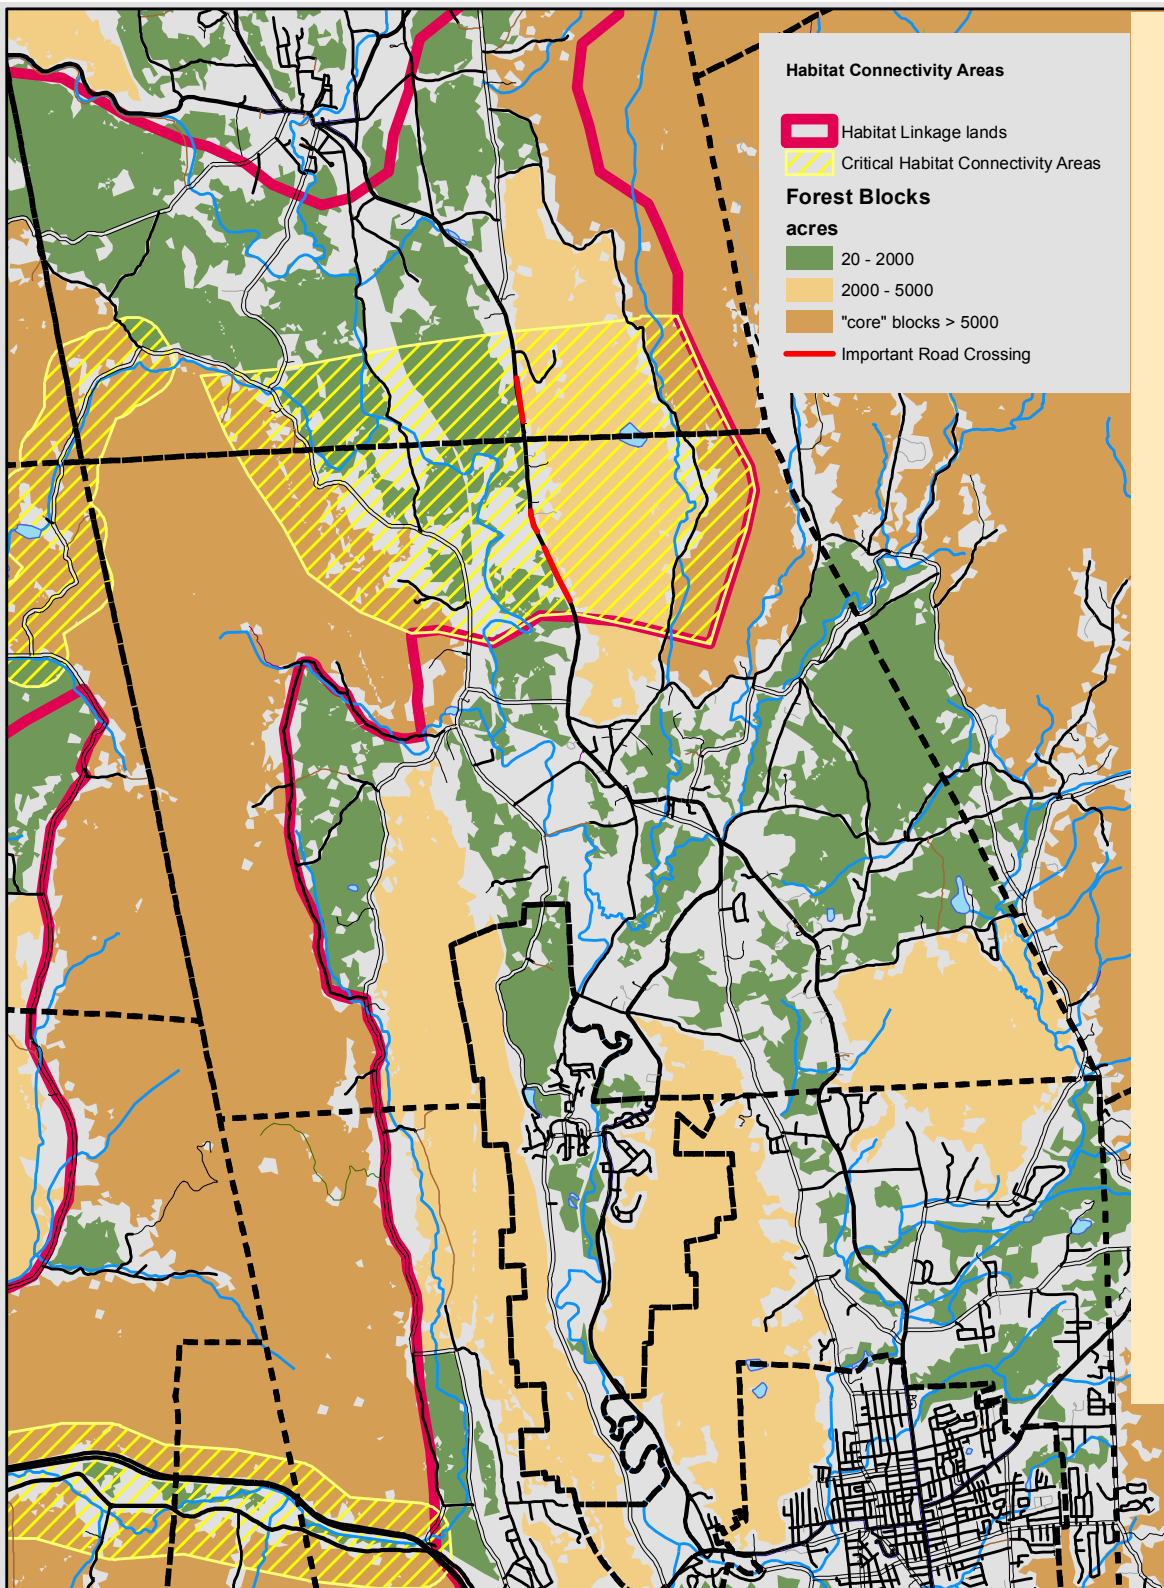 Habitat Connectivity Areas
Habitat Linkage lands
Critical Habitat Connectivity Areas
Forest Blocks
acres
20 - 2000
2000 - 5000
"core" blocks > 5000
Important Road Crossing